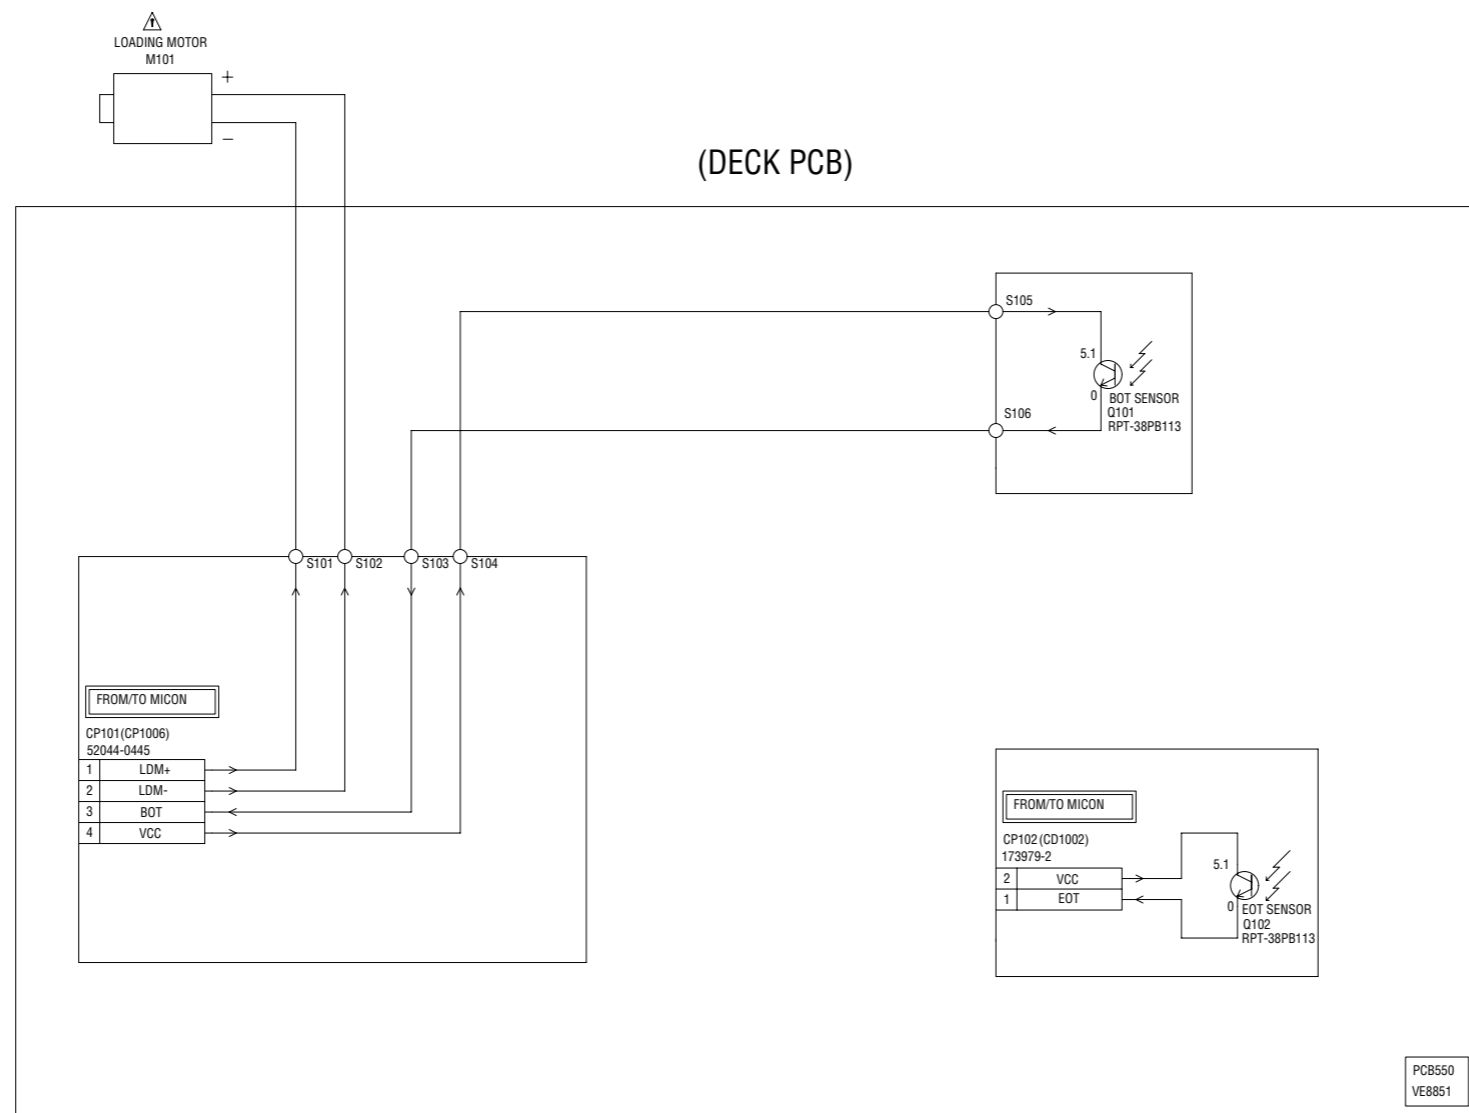 LOADING MOTOR
M101
+
−
(DECK PCB)
S105
5.1
0
BOT SENSOR
Q101
RPT-38PB113
S106
S101
S102
S103
S104
FROM/TO MICON
CP101(CP1006)
52044-0445
1 LDM+
2 LDM-
3 BOT
4 VCC
FROM/TO MICON
CP102(CD1002)
173979-2
2 VCC
1 EOT
5.1
0
EOT SENSOR
Q102
RPT-38PB113
PCB550
VE8851